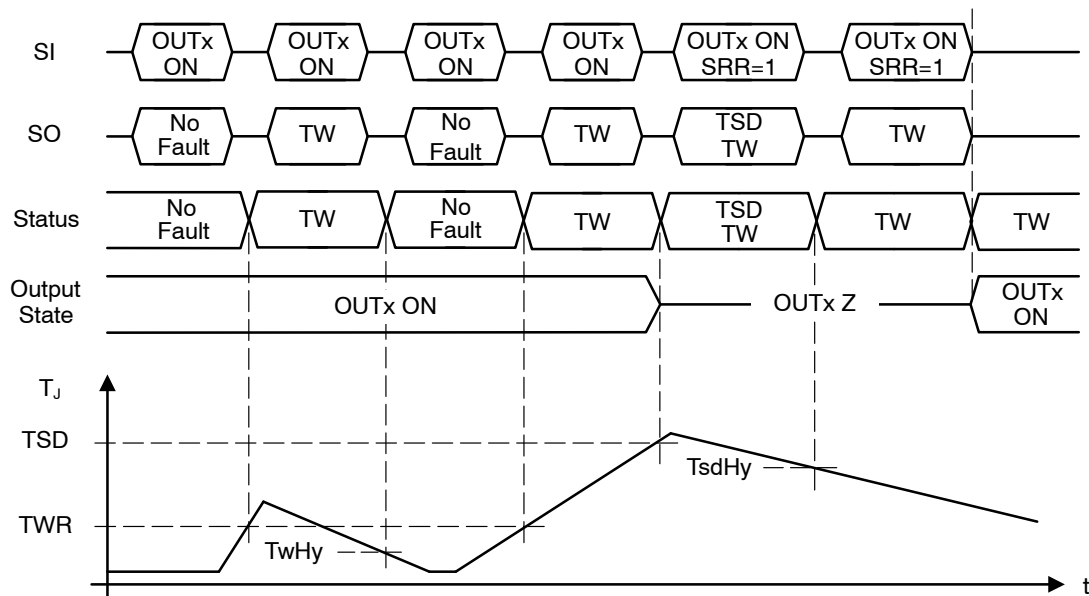 SI
OUTx
ON
OUTx
ON
OUTx
ON
OUTx
ON
OUTx ON
SRR=1
OUTx ON
SRR=1
SO
No
Fault
TW
No
Fault
TW
TSD
TW
TW
Status
No
Fault
TW
No
Fault
TW
TSD
TW
TW
TW
Output
State
OUTx ON
OUTx Z
OUTx
ON
TJ
TSD
TsdHy
TWR
TwHy
t